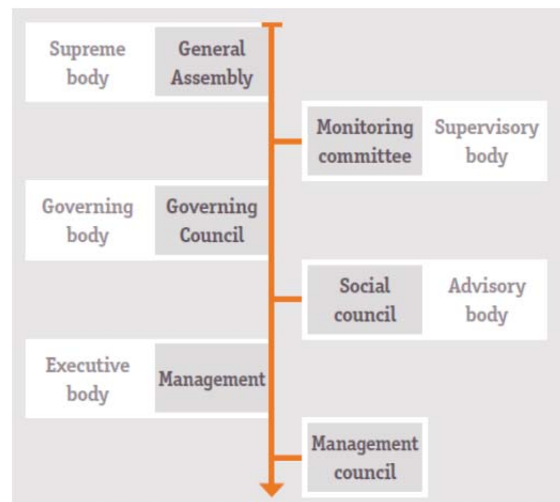 Supreme
body
General
Assembly
Monitoring
committee
Supervisory
body
Governing
body
Governing
Council
Social
council
Advisory
body
Executive
body
Management
Management
council